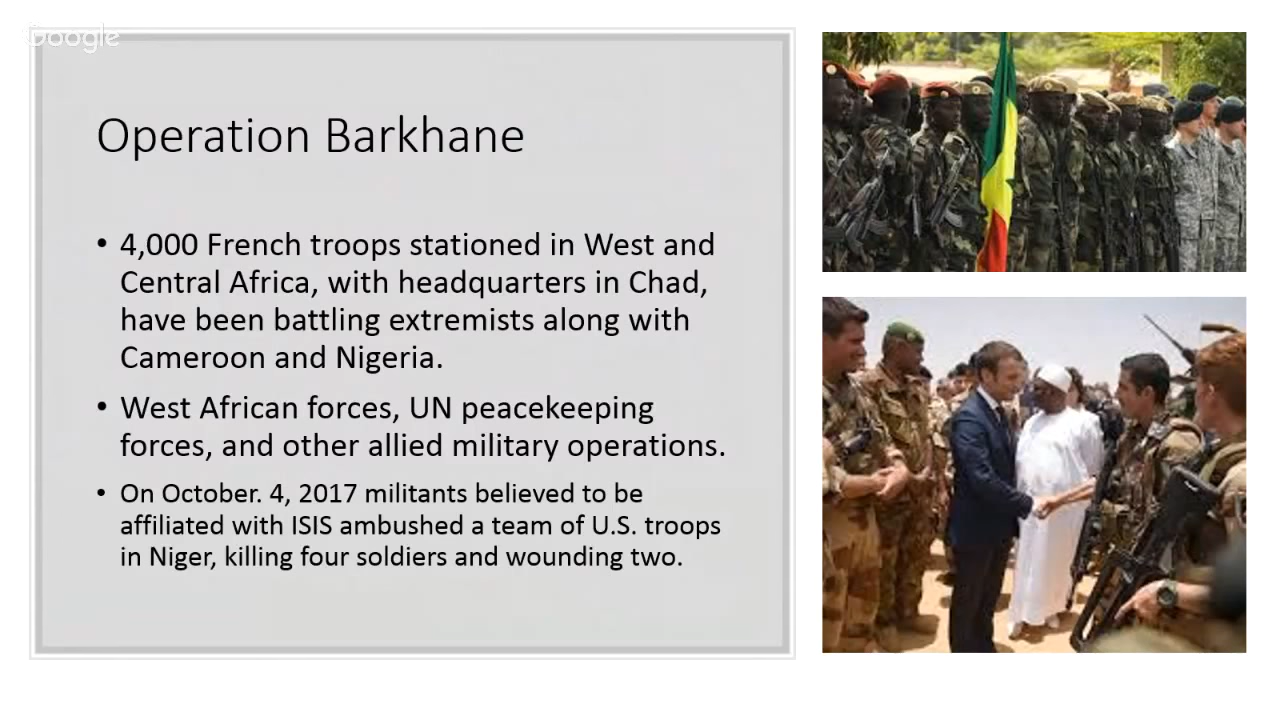 Google
Operation Barkhane
• 4,000 French troops stationed in West and
Central Africa, with headquarters in Chad,
have been battling extremists along with
Cameroon and Nigeria.
• West African forces, UN peacekeeping
forces, and other allied military operations.
• On October. 4, 2017 militants believed to be
affiliated with ISIS ambushed a team of U.S. troops
in Niger, killing four soldiers and wounding two.